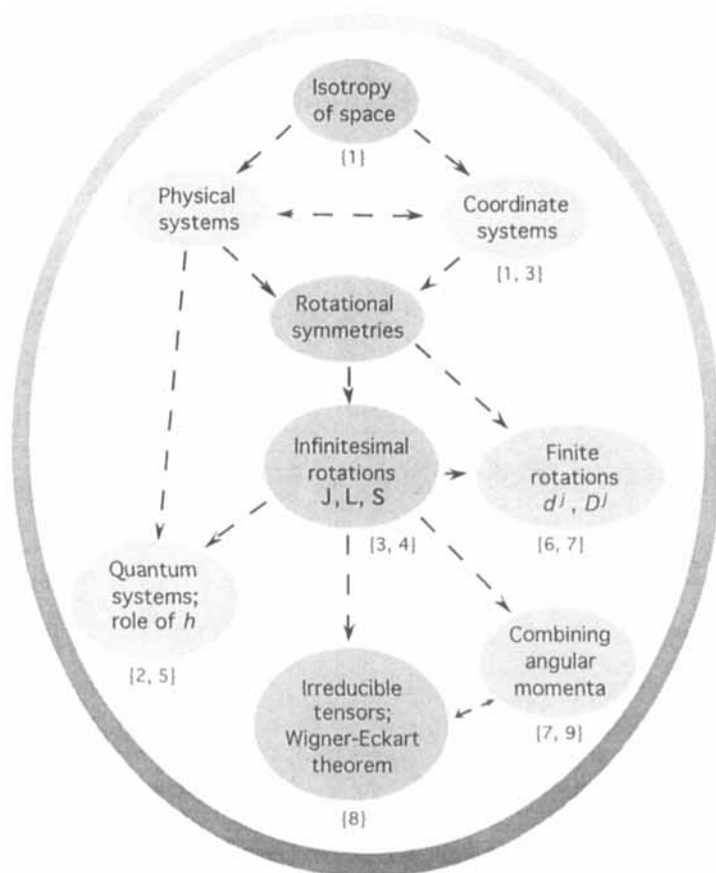 Isotropy
of space
{1}
Physical
systems
Coordinate
systems
{1, 3}
Rotational
symmetries
Infinitesimal
rotations
J, L, S
{3, 4}
Finite
rotations
d^j , D^j
{6, 7}
Quantum
systems;
role of h
{2, 5}
Combining
angular
momenta
{7, 9}
Irreducible
tensors;
Wigner-Eckart
theorem
{8}